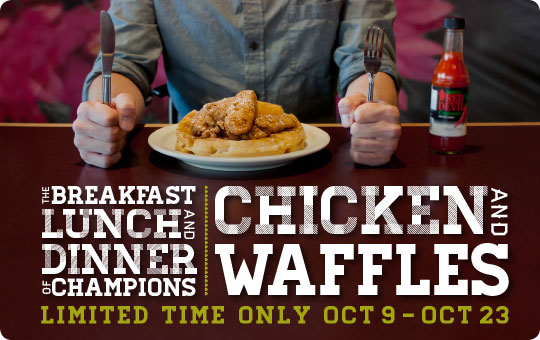 THE BREAKFAST
LUNCH AND
DINNER
OF CHAMPIONS
CHICKEN AND
WAFFLES
LIMITED TIME ONLY OCT 9 – OCT 23